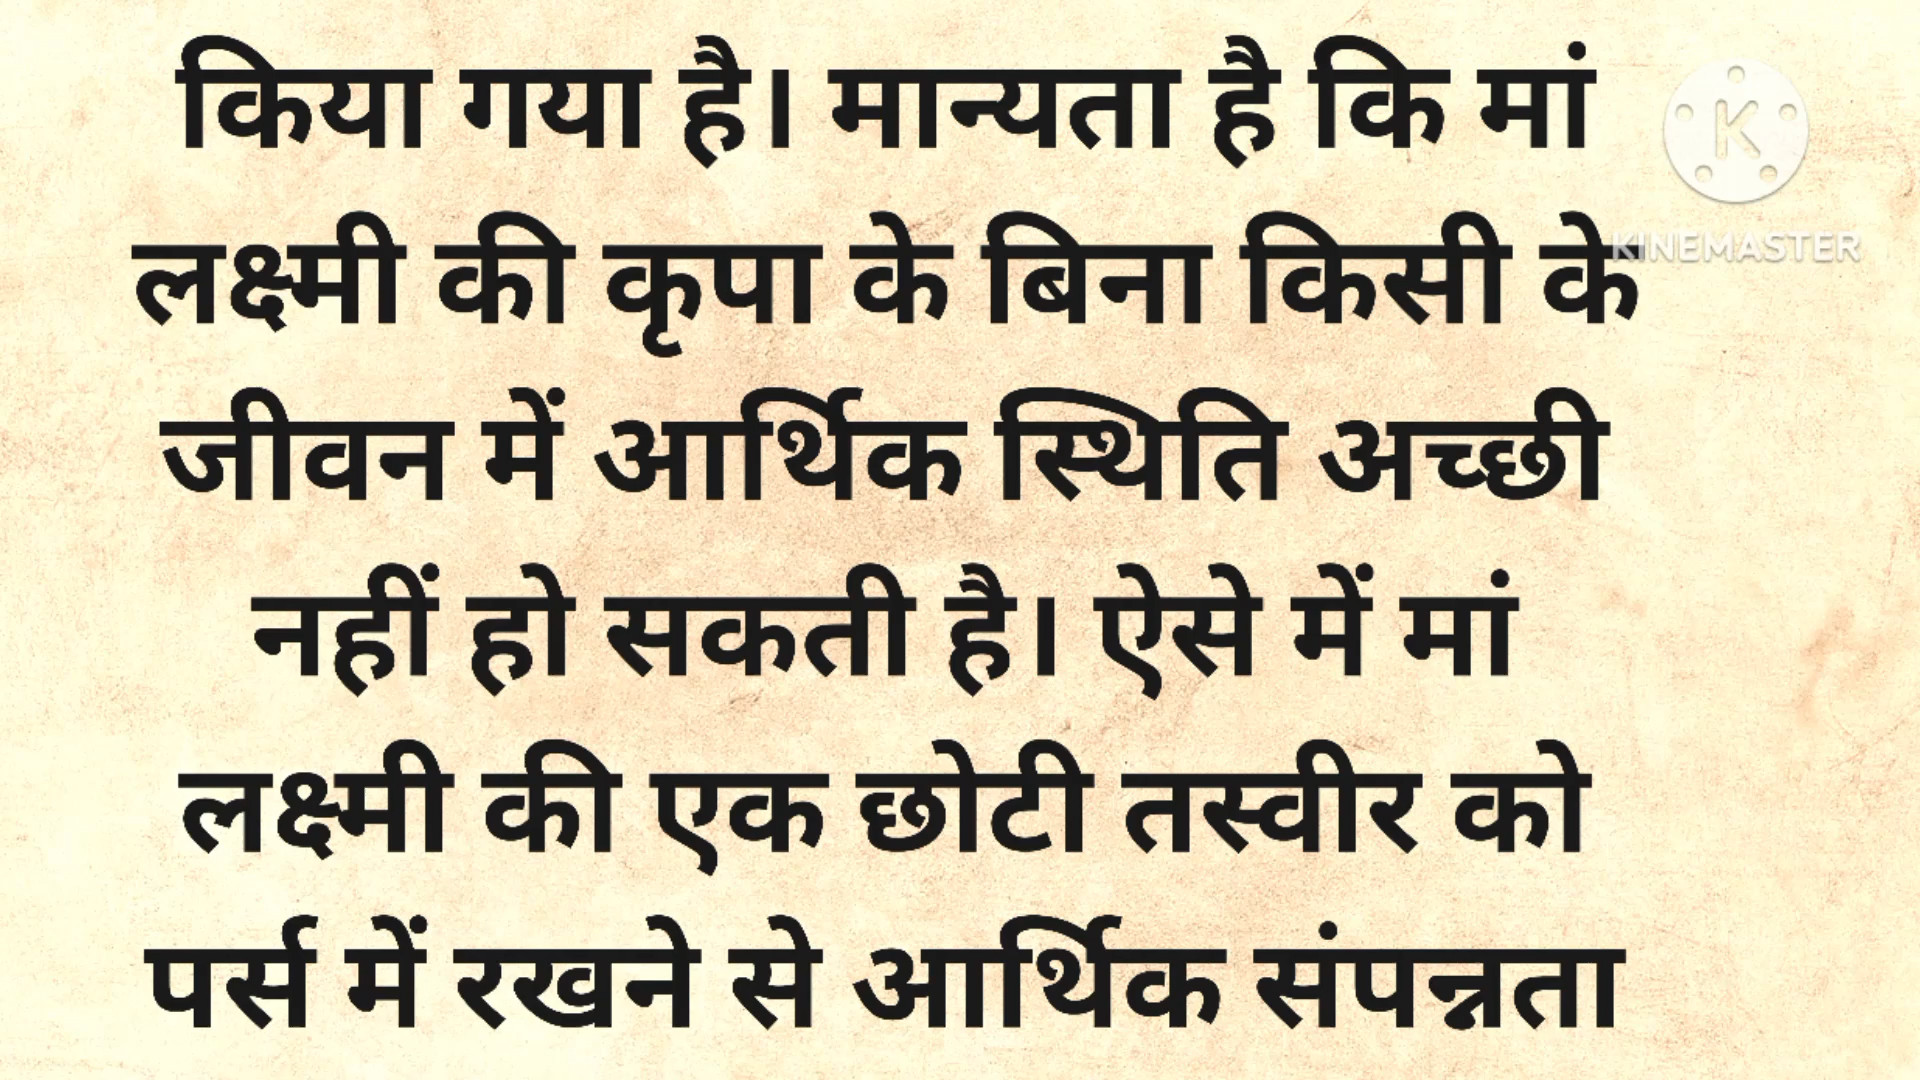 किया गया है। मान्यता है कि मां
लक्ष्मी की कृपा के बिना किसी के
जीवन में आर्थिक स्थिति अच्छी
नहीं हो सकती है। ऐसे में मां
लक्ष्मी की एक छोटी तस्वीर को
पर्स में रखने से आर्थिक संपन्नता
K
KINEMASTER